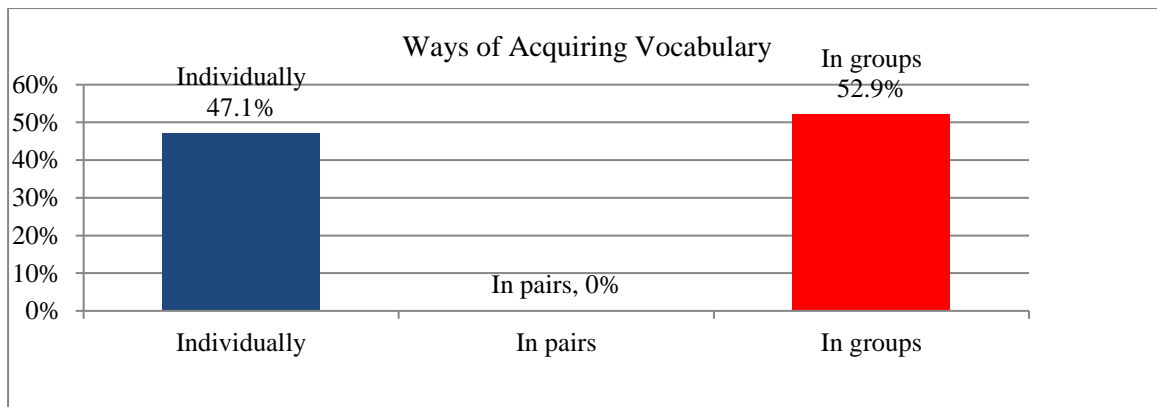 Ways of Acquiring Vocabulary
Individually
47.1%
In pairs, 0%
In groups
52.9%
60%
50%
40%
30%
20%
10%
0%
Individually
In pairs
In groups